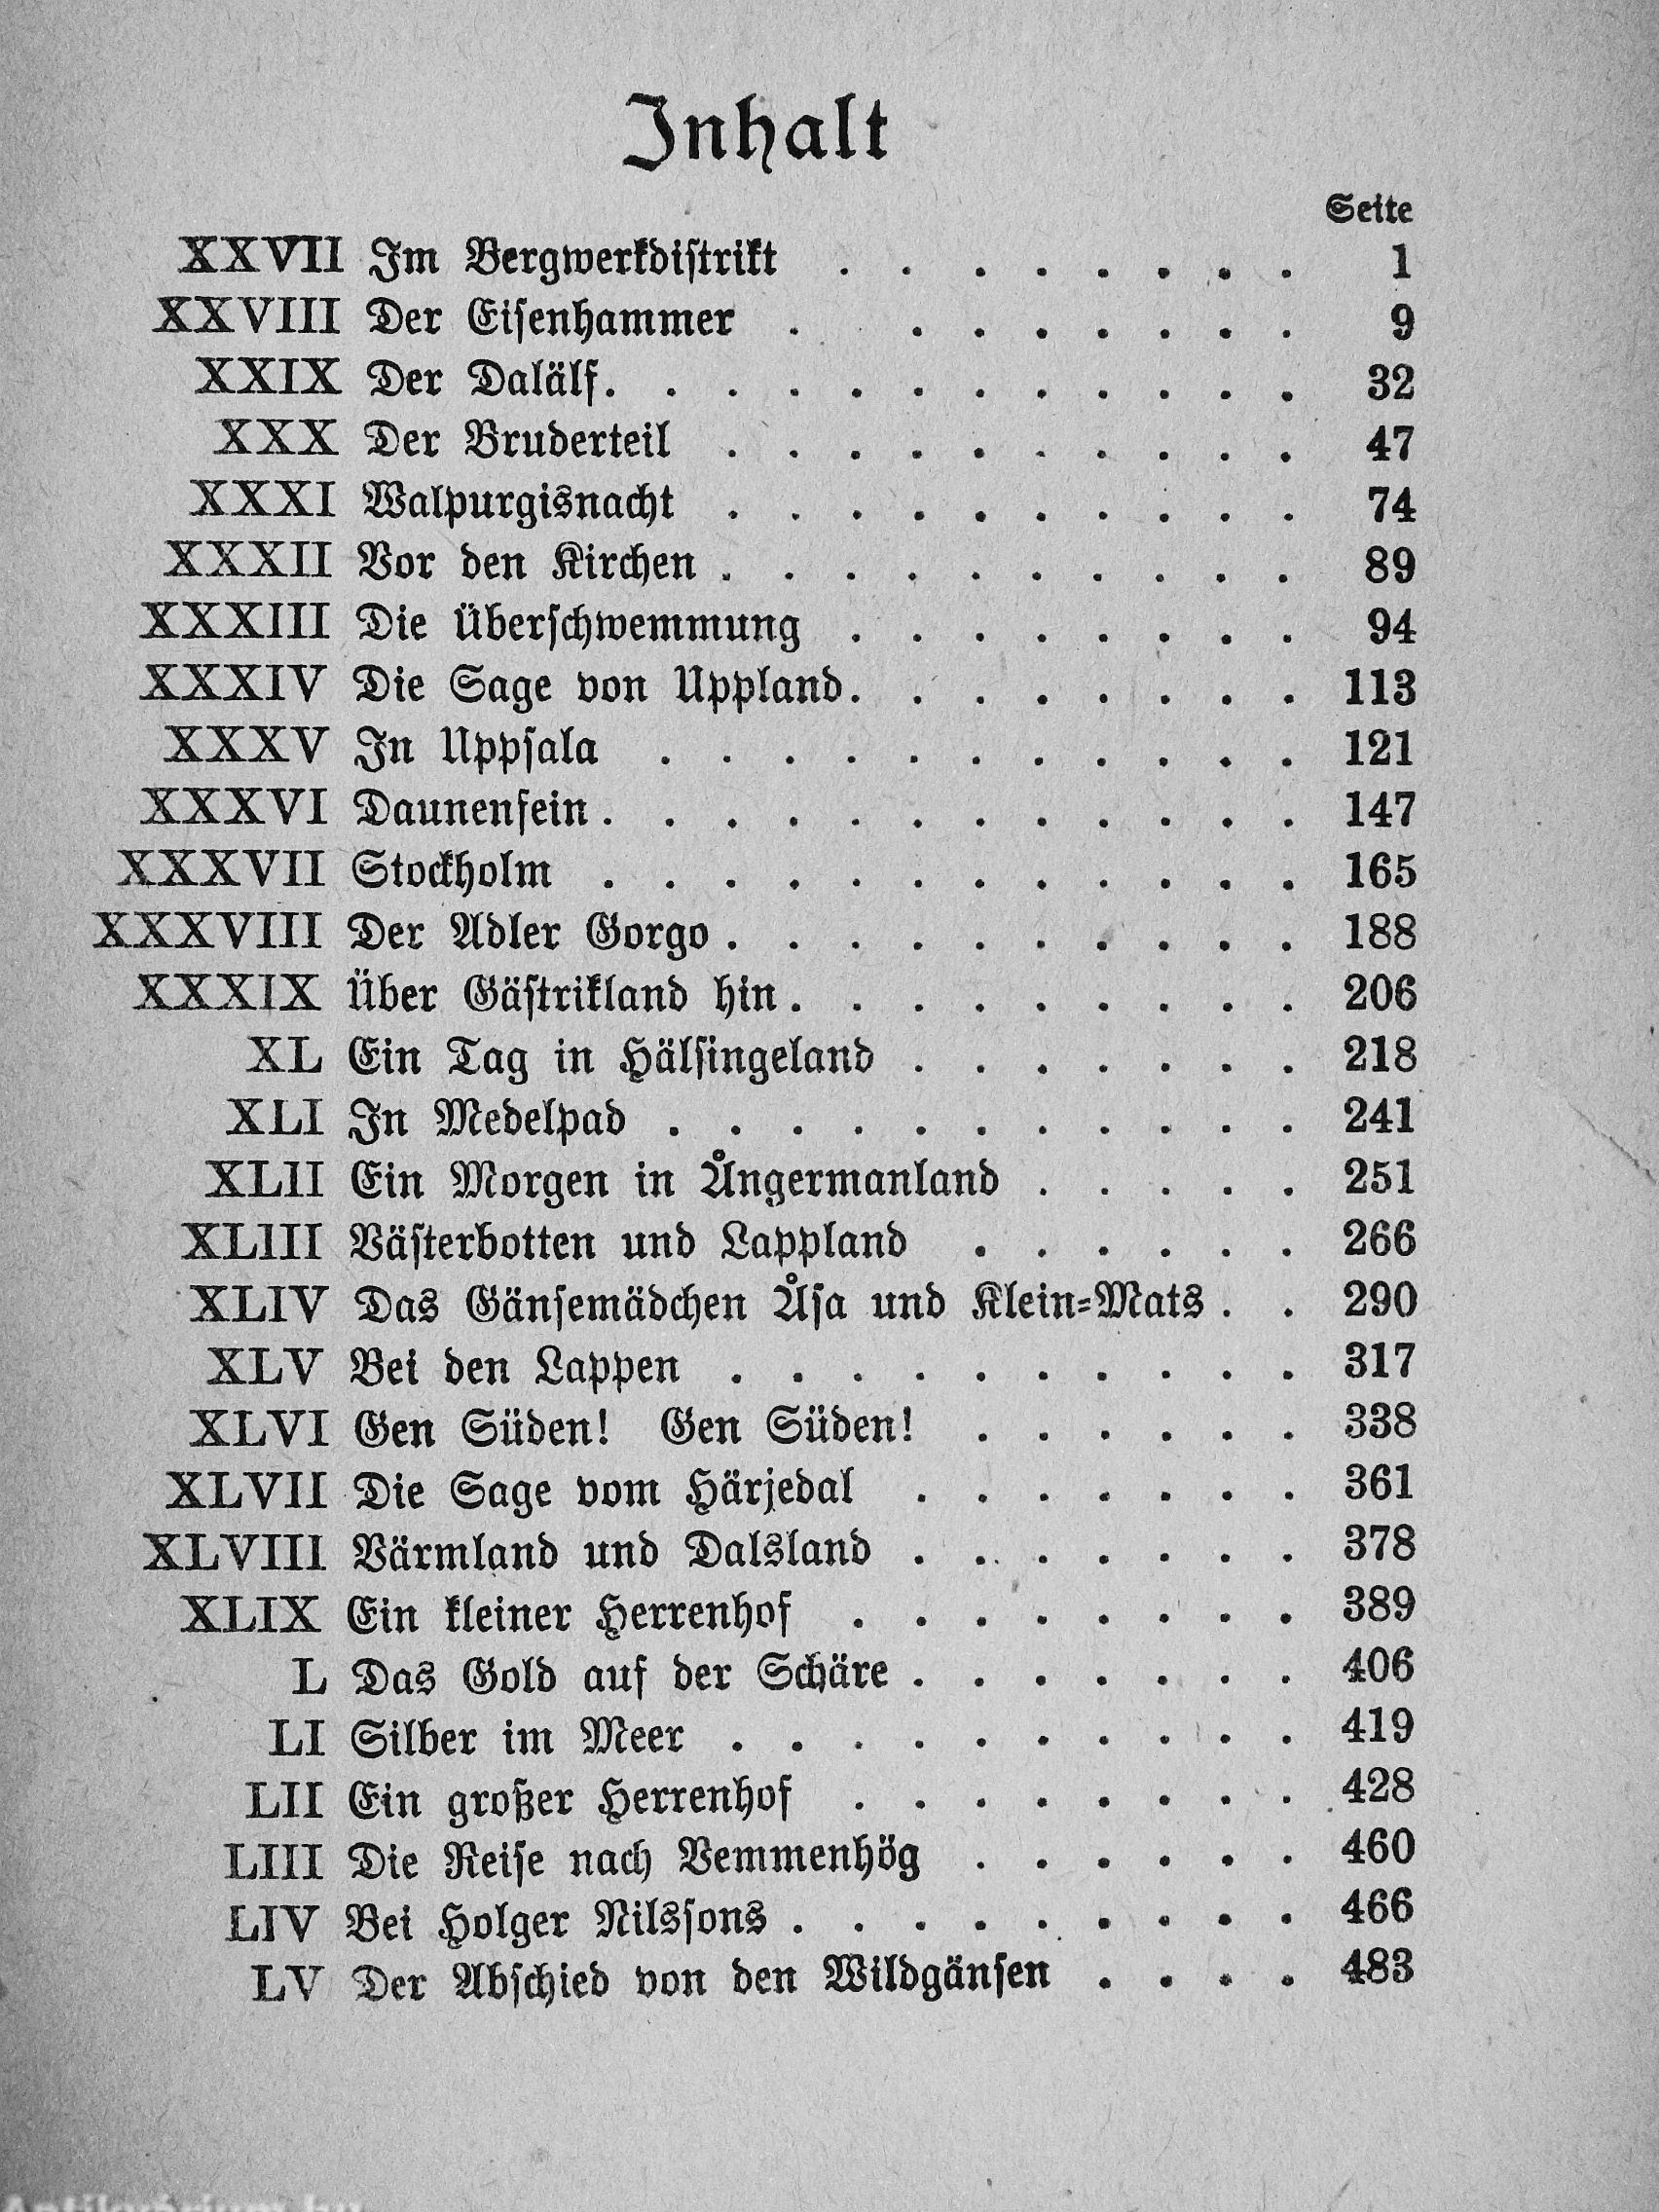 Inhalt
Seite
XXVII Im Bergwerkdistrikt . . . . . . . . 1
XXVIII Der Eisenhammer . . . . . . . . 9
XXIX Der Dalälf. . . . . . . . . . . . 32
XXX Der Bruderteil . . . . . . . . . . 47
XXXI Walpurgisnacht . . . . . . . . . . 74
XXXII Vor den Kirchen . . . . . . . . . . 89
XXXIII Die Überschwemmung . . . . . . . . 94
XXXIV Die Sage von Uppland. . . . . . . . 113
XXXV In Uppsala . . . . . . . . . . . 121
XXXVI Daunenfein . . . . . . . . . . . . 147
XXXVII Stockholm . . . . . . . . . . . . 165
XXXVIII Der Adler Gorgo . . . . . . . . . . 188
XXXIX Über Gästrikland hin . . . . . . . . . 206
XL Ein Tag in Hälsingeland . . . . . . . 218
XLI In Medelpad . . . . . . . . . . . 241
XLII Ein Morgen in Ångermanland . . . . . 251
XLIII Västerbotten und Lappland . . . . . . 266
XLIV Das Gänsemädchen Åsa und Klein-Mats . . 290
XLV Bei den Lappen . . . . . . . . . . 317
XLVI Gen Süden! Gen Süden! . . . . . . 338
XLVII Die Sage vom Härjedal . . . . . . . 361
XLVIII Värmland und Dalsland . . . . . . . 378
XLIX Ein kleiner Herrenhof . . . . . . . . 389
L Das Gold auf der Schäre . . . . . . . 406
LI Silber im Meer . . . . . . . . . . 419
LII Ein großer Herrenhof . . . . . . . . 428
LIII Die Reise nach Vemmenhög . . . . . . 460
LIV Bei Holger Nilssons . . . . . . . . . 466
LV Der Abschied von den Wildgänsen . . . . 483